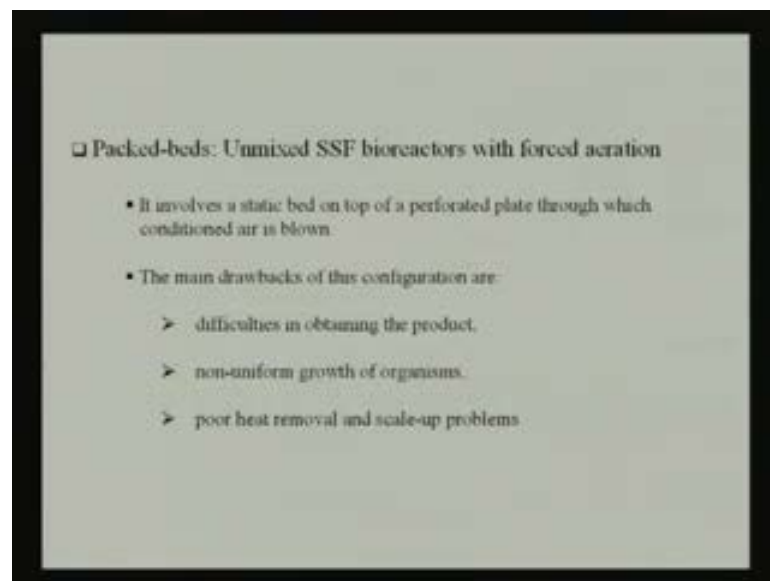 ❑ Packed-beds: Unmixed SSF bioreactors with forced aeration
▪ It involves a static bed on top of a perforated plate through which
conditioned air is blown
▪ The main drawbacks of this configuration are
➢ difficulties in obtaining the product.
➢ non-uniform growth of organisms.
➢ poor heat removal and scale-up problems